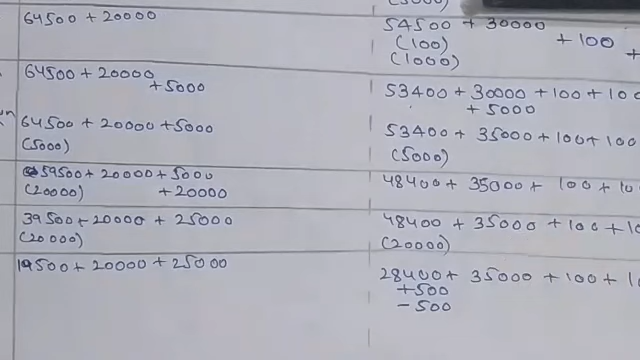 64500 + 20000
54500 + 30000
(100) + 100 +
(1000)
64500 + 20000
+5000
53400 + 30000 + 100 + 100
+ 5000
64500 + 20000 + 5000
(5000)
53400 + 35000 + 100 + 100
(5000)
59500 + 20000 + 5000
(20000) + 20000
48400 + 35000 + 100 + 10
39500 + 20000 + 25000
(20000)
48400 + 35000 + 100 + 10
(20000)
19500 + 20000 + 25000
28400 + 35000 + 100 + 10
+500
- 500